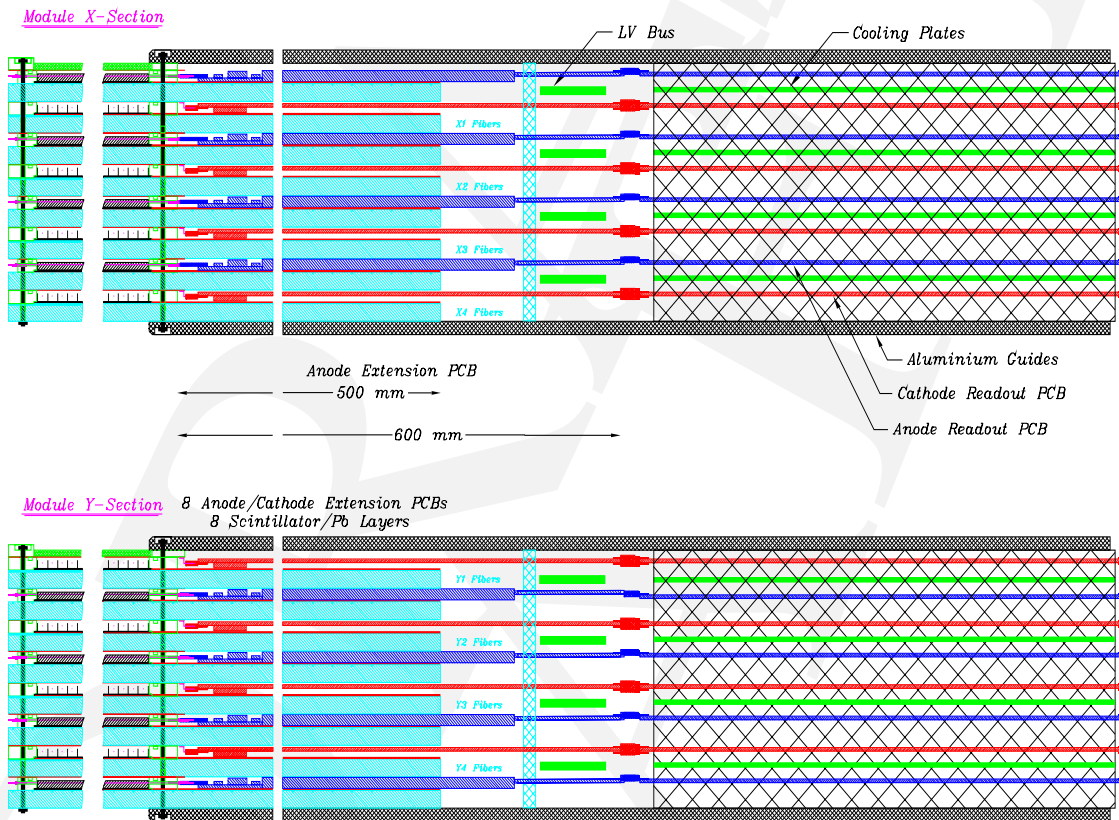 Module X-Section
LV Bus
Cooling Plates
X1 Fibers
X2 Fibers
X3 Fibers
X4 Fibers
Aluminium Guides
Anode Extension PCB
500 mm
Cathode Readout PCB
Anode Readout PCB
600 mm
Module Y-Section
8 Anode/Cathode Extension PCBs
8 Scintillator/Pb Layers
Y1 Fibers
Y2 Fibers
Y3 Fibers
Y4 Fibers